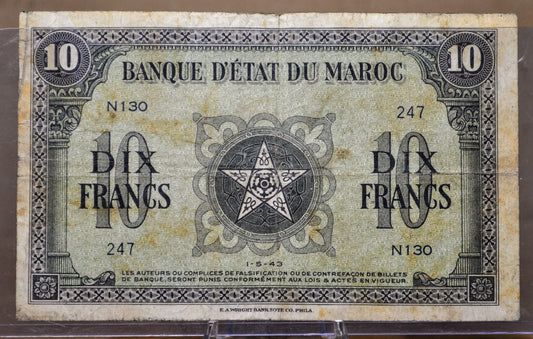 10 10
BANQUE D'ÉTAT DU MAROC
N130
247
10 10
DIX DIX
FRANCS FRANCS
247
N130
1-5-43
LES AUTEURS OU COMPLICES DE FALSIFICATION OU DE CONTREFAÇON DE BILLETS
DE BANQUE, SERONT PUNIS CONFORMÉMENT AUX LOIS & ACTES EN VIGUEUR.
E.A.WRIGHT BANK NOTE CO. PHILA.